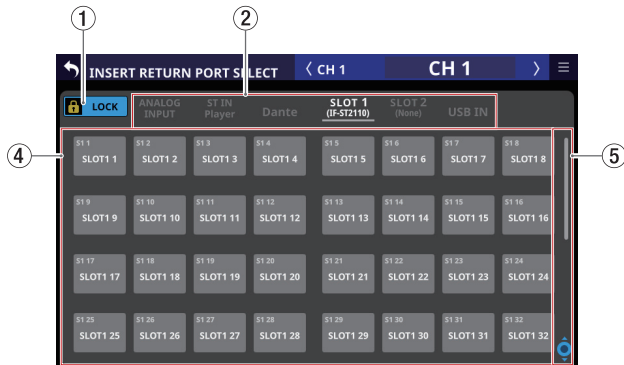 1
2
INSERT RETURN PORT SELECT
CH 1
CH 1
LOCK
ANALOG INPUT
ST IN Player
Dante
SLOT 1 (IF-ST2110)
SLOT 2 (None)
USB IN
4
5
S1 1
S1 2
S1 3
S1 4
S1 5
S1 6
S1 7
S1 8
SLOT1 1
SLOT1 2
SLOT1 3
SLOT1 4
SLOT1 5
SLOT1 6
SLOT1 7
SLOT1 8
S1 9
S1 10
S1 11
S1 12
S1 13
S1 14
S1 15
S1 16
SLOT1 9
SLOT1 10
SLOT1 11
SLOT1 12
SLOT1 13
SLOT1 14
SLOT1 15
SLOT1 16
S1 17
S1 18
S1 19
S1 20
S1 21
S1 22
S1 23
S1 24
SLOT1 17
SLOT1 18
SLOT1 19
SLOT1 20
SLOT1 21
SLOT1 22
SLOT1 23
SLOT1 24
S1 25
S1 26
S1 27
S1 28
S1 29
S1 30
S1 31
S1 32
SLOT1 25
SLOT1 26
SLOT1 27
SLOT1 28
SLOT1 29
SLOT1 30
SLOT1 31
SLOT1 32